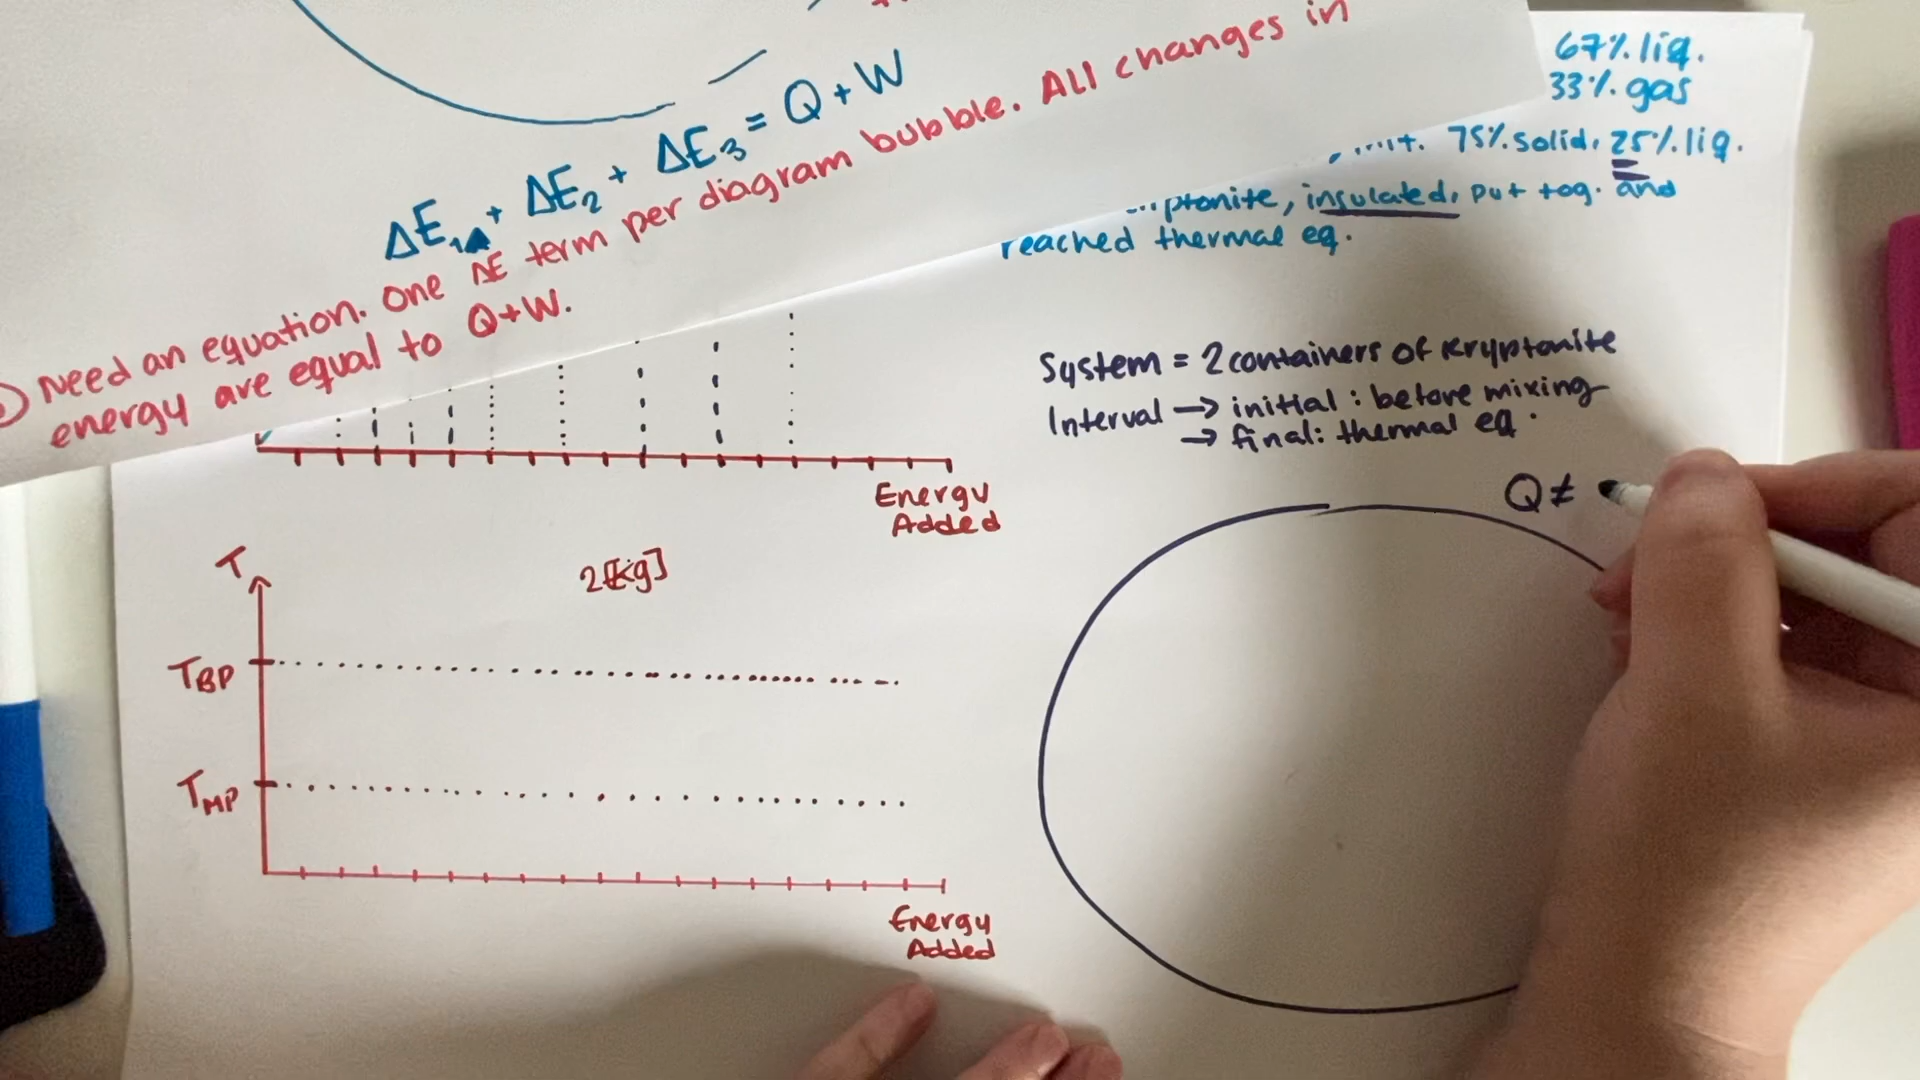 ΔE₁ + ΔE₂ + ΔE₃ = Q + W
Need an equation. One ΔE term per diagram bubble. All changes in
energy are equal to Q+W.
67% liq.
33% gas
75% solid, 25% liq.
insulated, put tog. and
reached thermal eq.
System = 2 containers of Kryptonite
Interval → initial : before mixing
→ final: thermal eq.
Q ≠
Energy
Added
2[kg]
T
TBP
TMP
Energy
Added